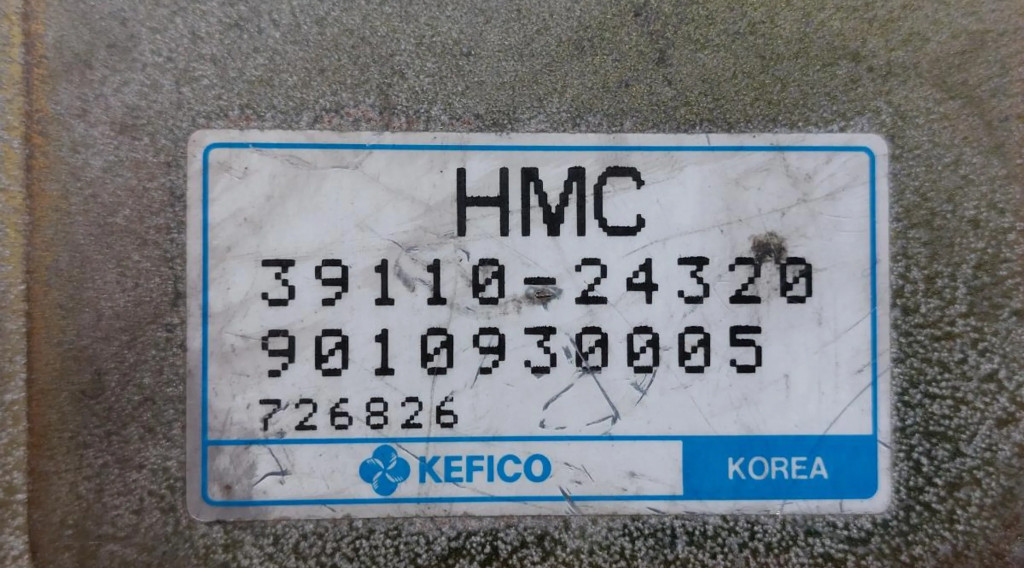 HMC
39110-24320
9010930005
726826
KEFICO
KOREA